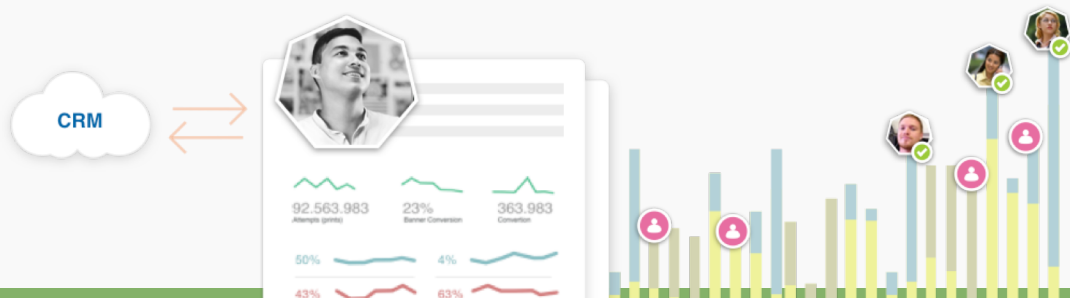 CRM
92.563.983 23% 363.983
Attempts (prints) Banner Conversion Convertion
50% 4%
43% 63%